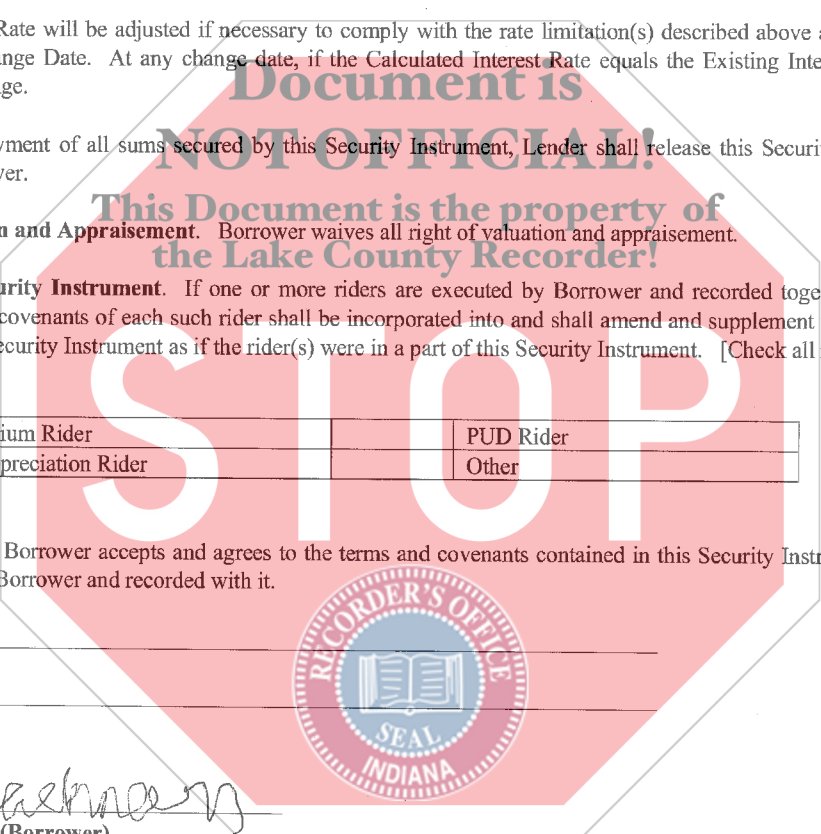 Rate will be adjusted if necessary to comply with the rate limitation(s) described above
nge Date. At any change date, if the Calculated Interest Rate equals the Existing Inte
ge.
Document is
yment of all sums secured by this Security Instrument, Lender shall release this Securi
NOT OFFICIAL!
ver.
This Document is the property of
n and Appraisement. Borrower waives all right of valuation and appraisement.
the Lake County Recorder!
urity Instrument. If one or more riders are executed by Borrower and recorded toge
covenants of each such rider shall be incorporated into and shall amend and supplement
ecurity Instrument as if the rider(s) were in a part of this Security Instrument. [Check all
STOP
ium Rider PUD Rider
preciation Rider Other
Borrower accepts and agrees to the terms and covenants contained in this Security Instr
Borrower and recorded with it.
RECORDER'S OFFICE
SEAL
INDIANA
(Borrower)